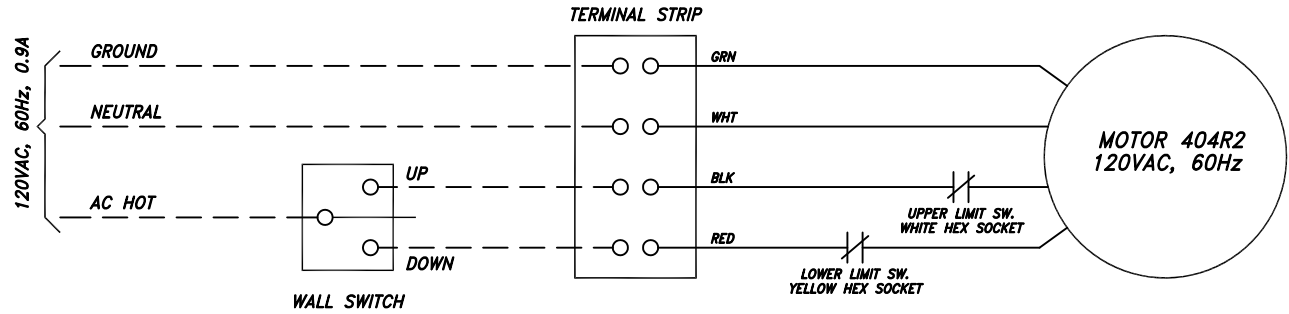 TERMINAL STRIP
120VAC, 60Hz, 0.9A
GROUND
GRN
NEUTRAL
WHT
MOTOR 404R2
120VAC, 60Hz
UP
BLK
AC HOT
UPPER LIMIT SW.
WHITE HEX SOCKET
RED
DOWN
LOWER LIMIT SW.
YELLOW HEX SOCKET
WALL SWITCH